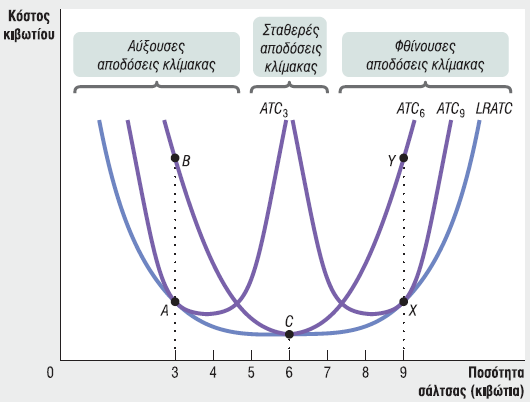 Κόστος
κιβωτίου
Αύξουσες
αποδόσεις κλίμακας
Σταθερές
αποδόσεις
κλίμακας
Φθίνουσες
αποδόσεις κλίμακας
ATC3
ATC6
ATC9
LRATC
B
Y
A
C
X
0 3 4 5 6 7 8 9
Ποσότητα
σάλτσας (κιβώτια)